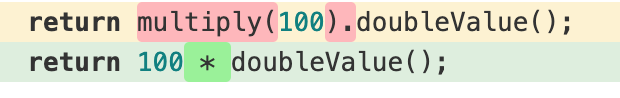 return multiply(100).doubleValue();
return 100 * doubleValue();